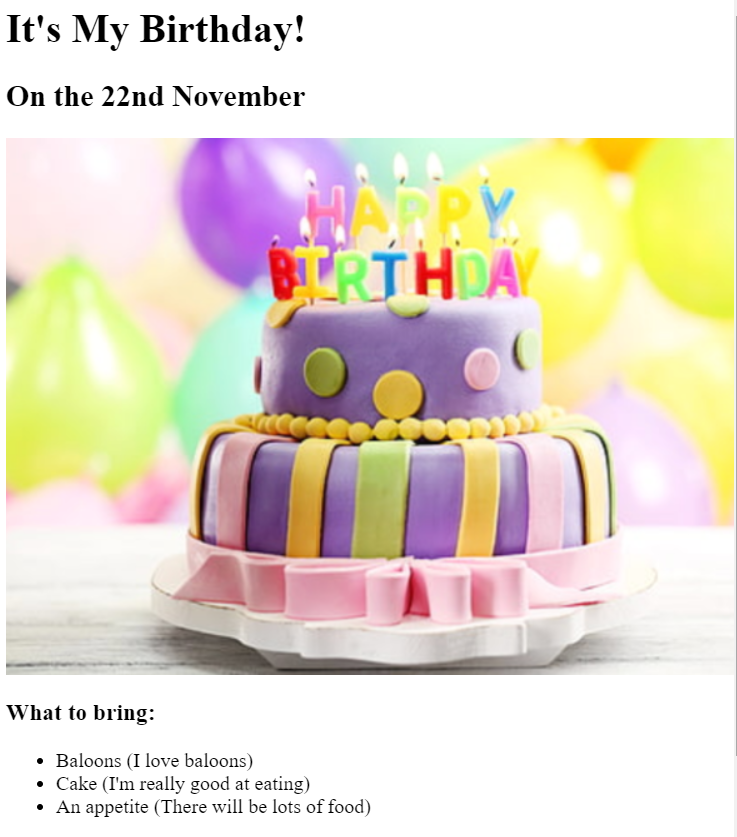 It's My Birthday!
On the 22nd November
HAPPY
BIRTHDAY
What to bring:
Baloons (I love baloons)
Cake (I'm really good at eating)
An appetite (There will be lots of food)